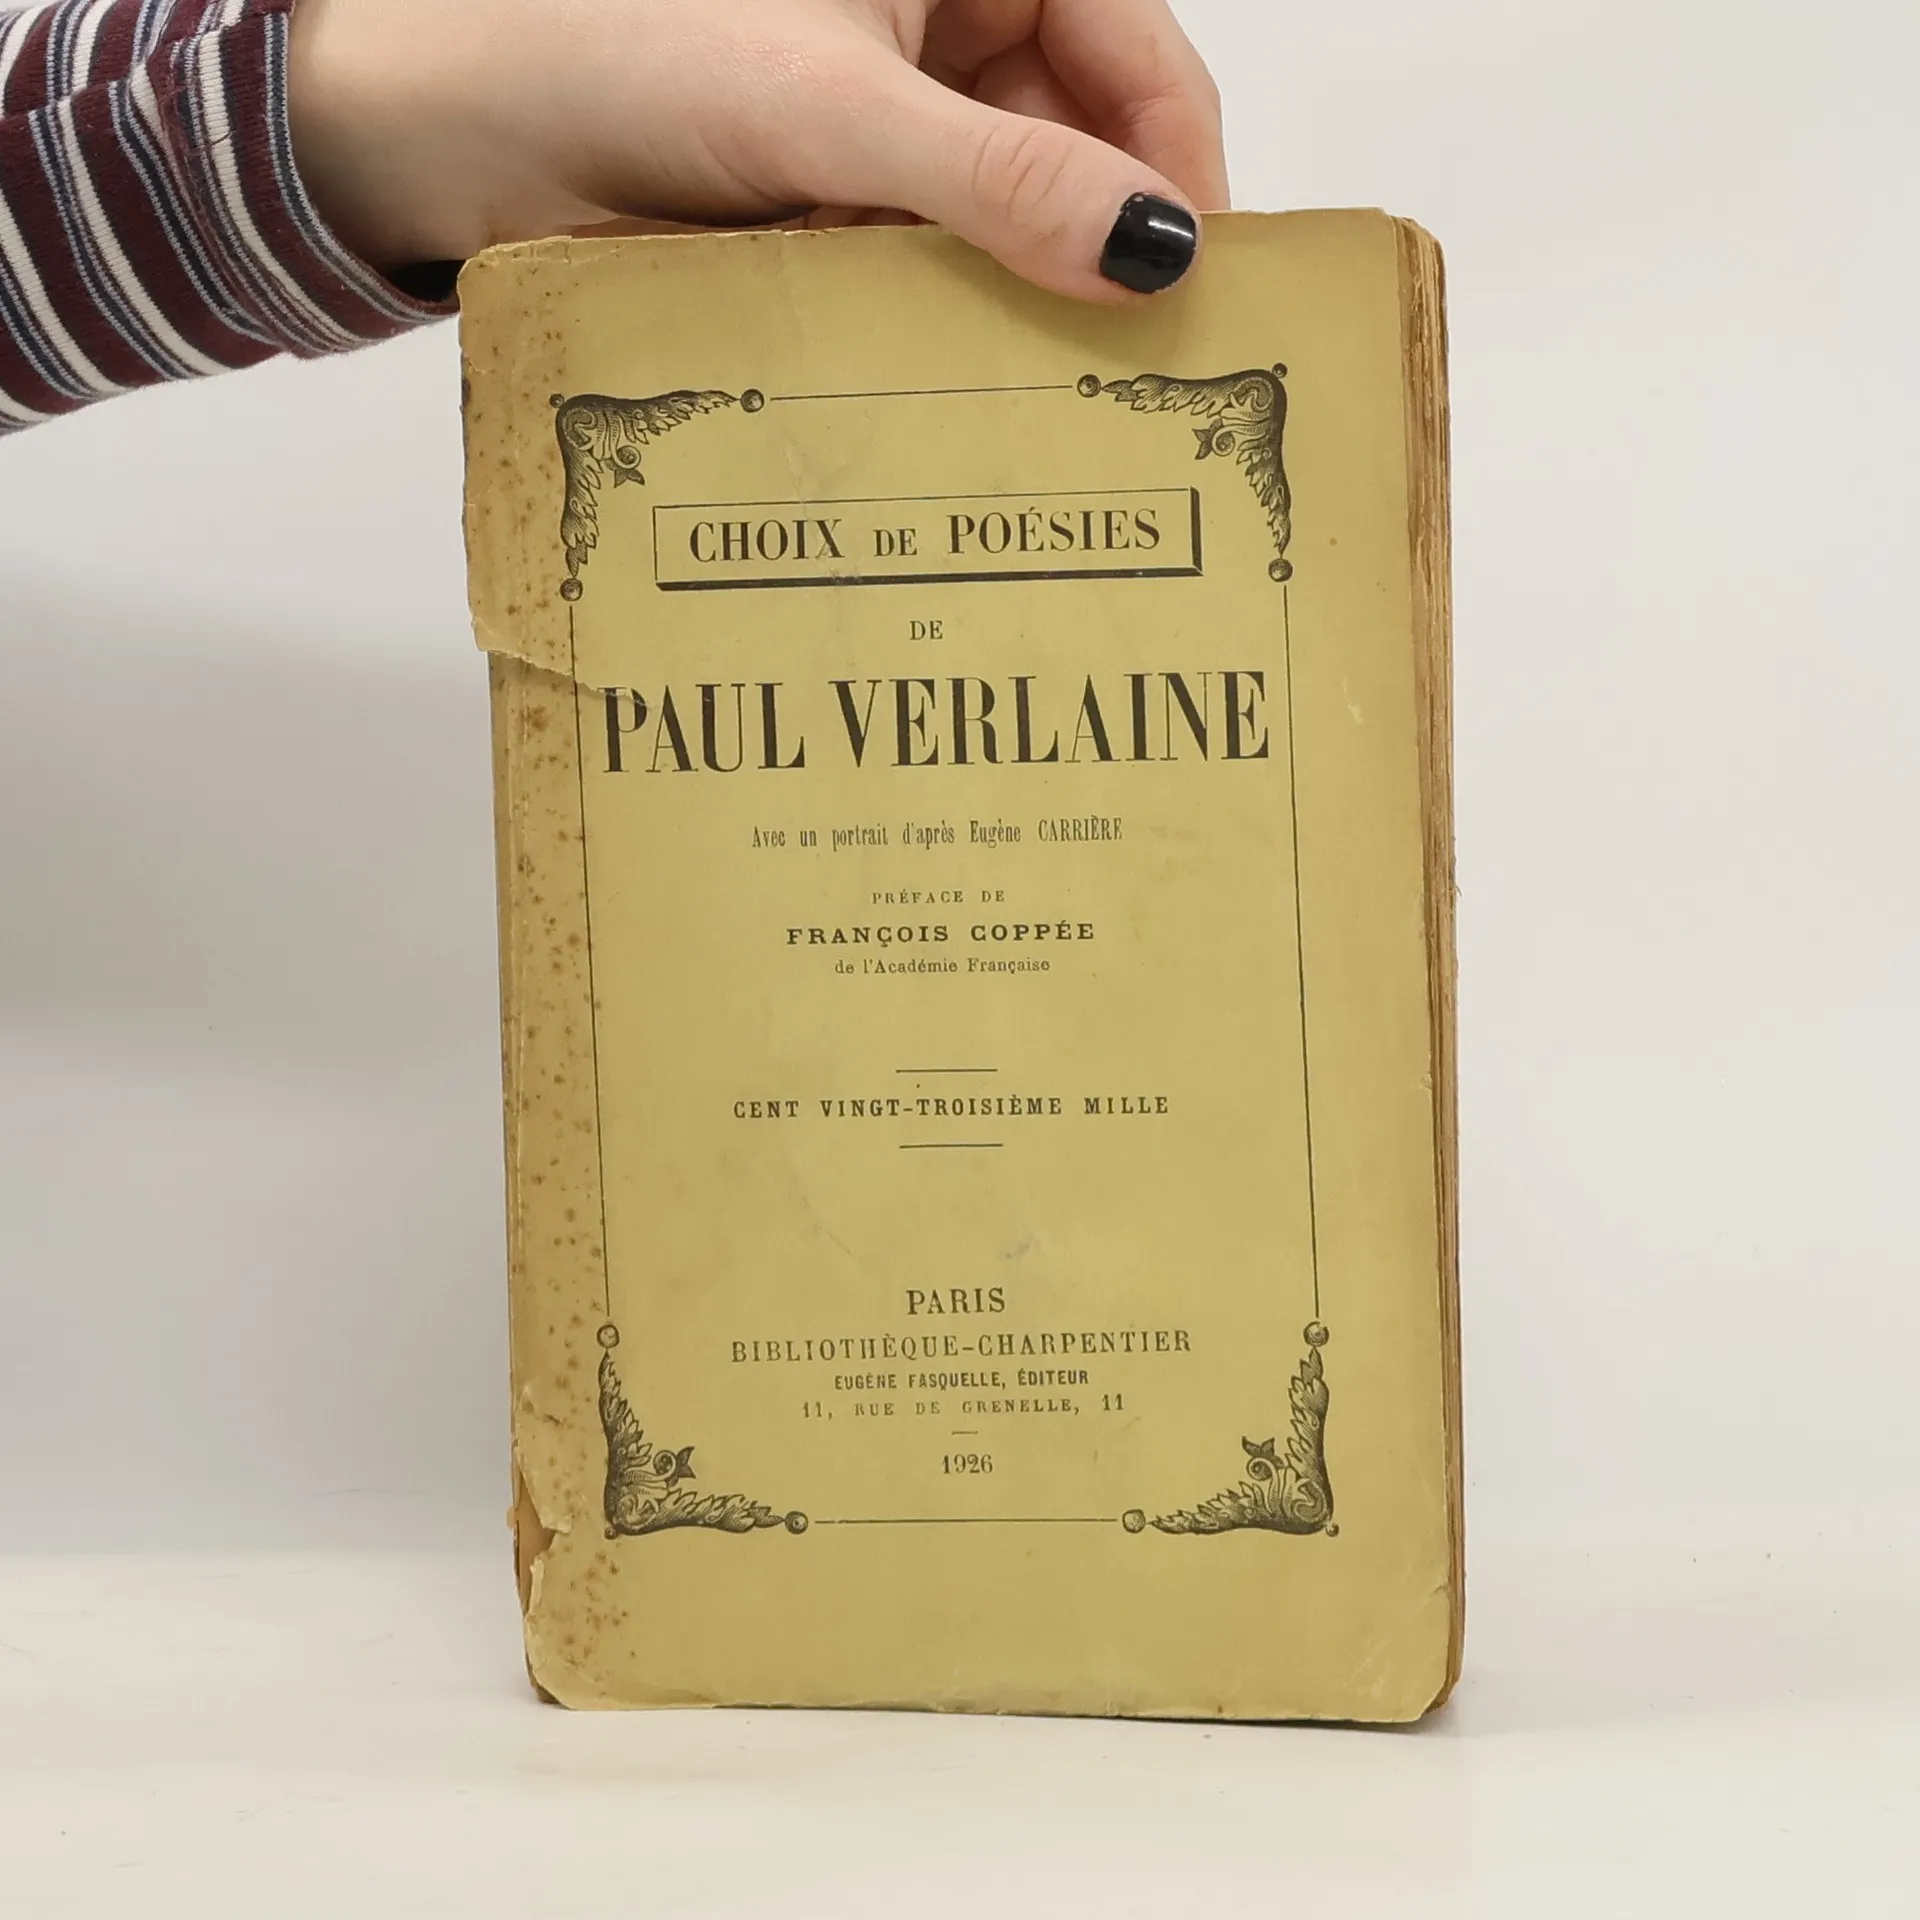 CHOIX DE POÉSIES
DE
PAUL VERLAINE
Avec un portrait d'après Eugène CARRIÈRE
PRÉFACE DE
FRANÇOIS COPPÉE
de l'Académie Française
CENT VINGT-TROISIÈME MILLE
PARIS
BIBLIOTHÈQUE-CHARPENTIER
EUGÈNE FASQUELLE, ÉDITEUR
11, RUE DE GRENELLE, 11
1926